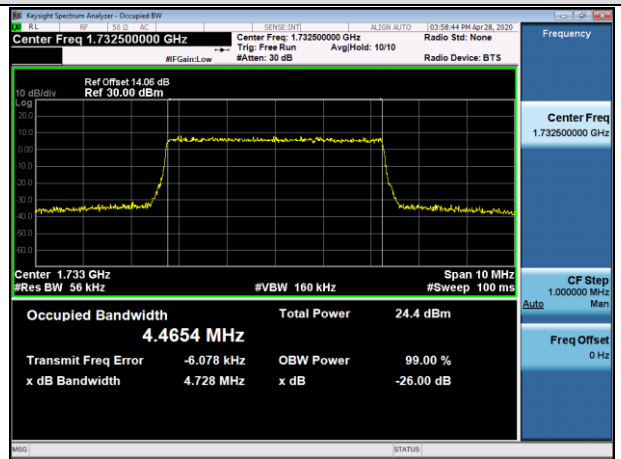 Keysight Spectrum Analyzer - Occupied BW
RL RF 50 Ω AC SENSE:INT ALIGN AUTO 03:58:44 PM Apr 28, 2020
Center Freq 1.732500000 GHz Center Freq: 1.732500000 GHz Radio Std: None
Trig: Free Run Avg|Hold: 10/10
#IFGain:Low #Atten: 30 dB Radio Device: BTS
Frequency
Ref Offset 14.06 dB
10 dB/div Ref 30.00 dBm
Log
20.0
10.0
0.00
-10.0
-20.0
-30.0
-40.0
-50.0
-60.0
Center Freq
1.732500000 GHz
Center 1.733 GHz Span 10 MHz
#Res BW 56 kHz #VBW 160 kHz #Sweep 100 ms
CF Step
1.000000 MHz
Auto Man
Occupied Bandwidth Total Power 24.4 dBm
4.4654 MHz
Transmit Freq Error -6.078 kHz OBW Power 99.00 %
x dB Bandwidth 4.728 MHz x dB -26.00 dB
Freq Offset
0 Hz
MSG STATUS